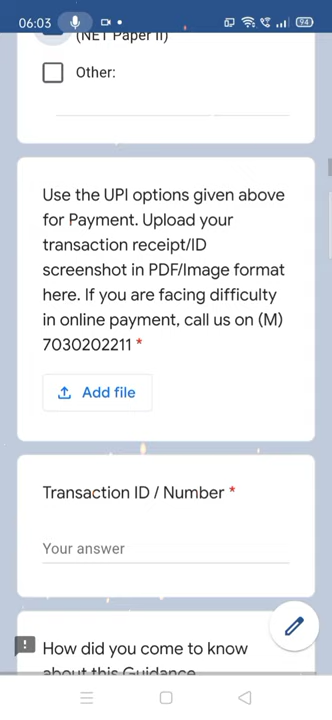 06:03
94
(NET Paper II)
Other:
Use the UPI options given above
for Payment. Upload your
transaction receipt/ID
screenshot in PDF/Image format
here. If you are facing difficulty
in online payment, call us on (M)
7030202211 *
Add file
Transaction ID / Number *
Your answer
How did you come to know
about this Guidance